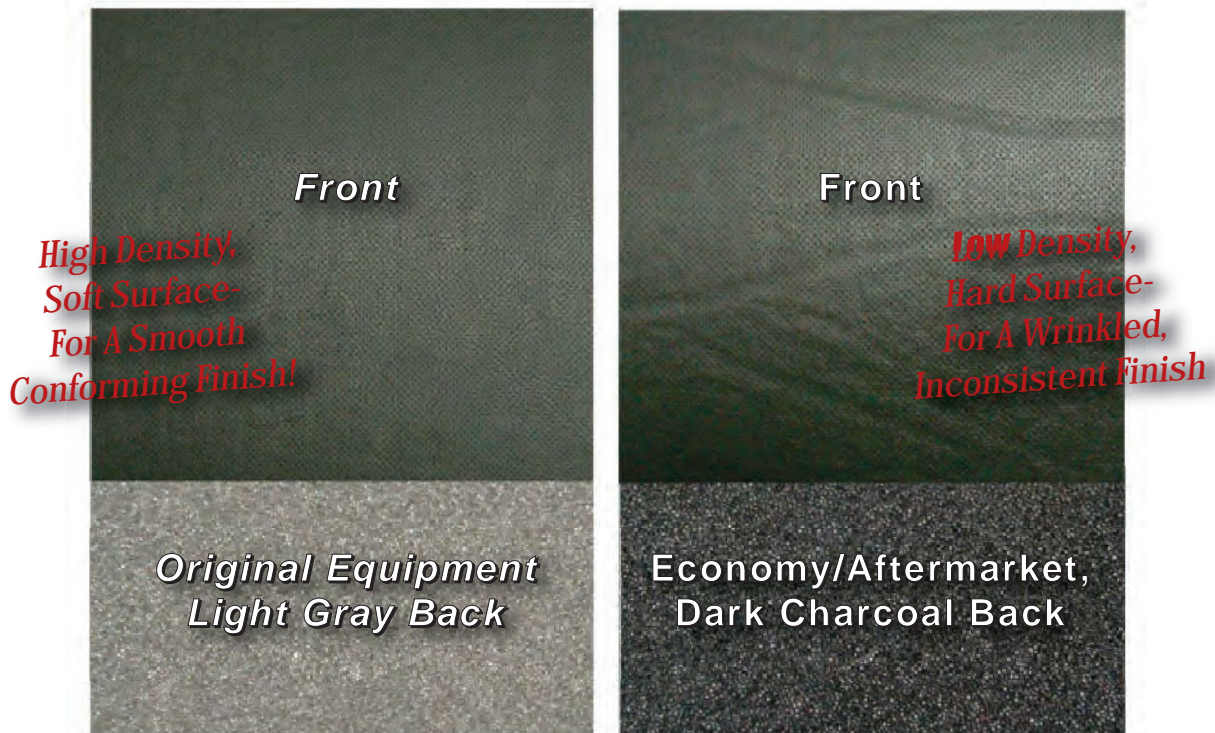 Front
High Density,
Soft Surface-
For A Smooth
Conforming Finish!
Original Equipment
Light Gray Back
Front
Low Density,
Hard Surface-
For A Wrinkled,
Inconsistent Finish
Economy/Aftermarket,
Dark Charcoal Back